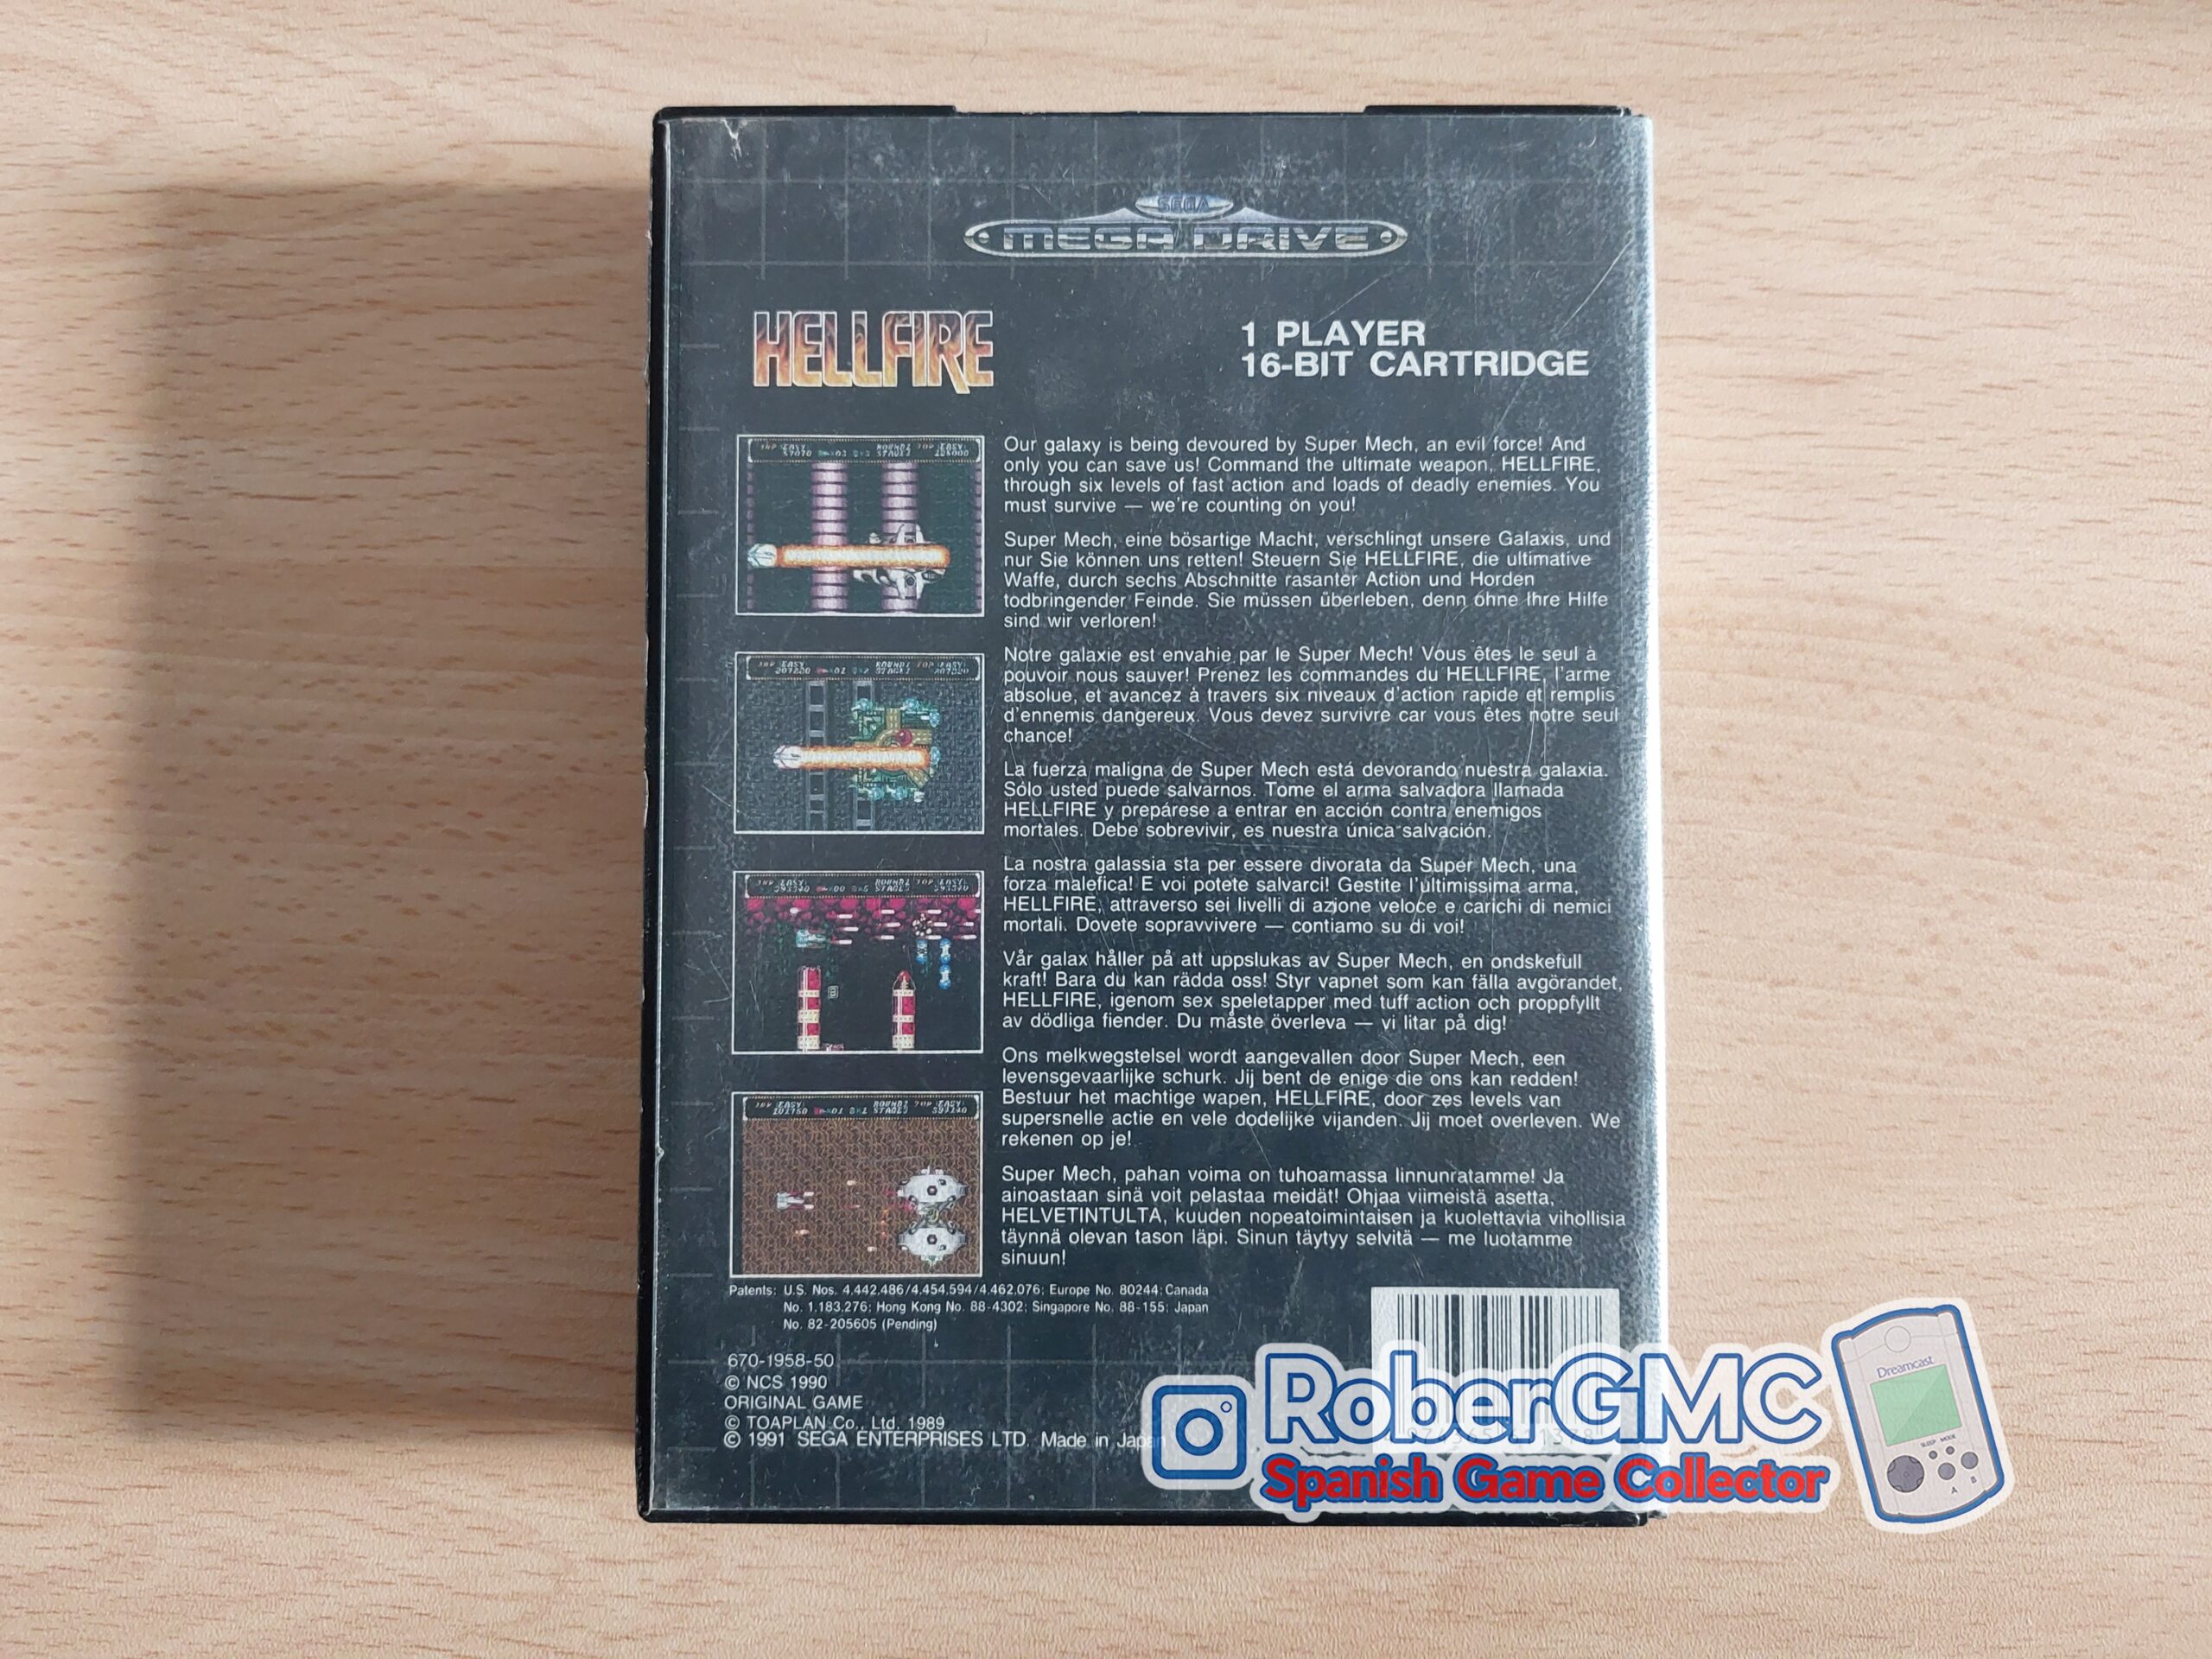 SEGA
MEGA DRIVE
HELLFIRE
1 PLAYER
16-BIT CARTRIDGE
Our galaxy is being devoured by Super Mech, an evil force! And
only you can save us! Command the ultimate weapon, HELLFIRE,
through six levels of fast action and loads of deadly enemies. You
must survive — we're counting on you!
Super Mech, eine bösartige Macht, verschlingt unsere Galaxis, und
nur Sie können uns retten! Steuern Sie HELLFIRE, die ultimative
Waffe, durch sechs Abschnitte rasanter Action und Horden
todbringender Feinde. Sie müssen überleben, denn ohne Ihre Hilfe
sind wir verloren!
Notre galaxie est envahie par le Super Mech! Vous êtes le seul à
pouvoir nous sauver! Prenez les commandes du HELLFIRE, l'arme
absolue, et avancez à travers six niveaux d'action rapide et remplis
d'ennemis dangereux. Vous devez survivre car vous êtes notre seul
chance!
La fuerza maligna de Super Mech está devorando nuestra galaxia.
Sólo usted puede salvarnos. Tome el arma salvadora llamada
HELLFIRE y prepárese a entrar en acción contra enemigos
mortales. Debe sobrevivir, es nuestra única salvación.
La nostra galassia sta per essere divorata da Super Mech, una
forza malefica! E voi potete salvarci! Gestite l'ultimissima arma,
HELLFIRE, attraverso sei livelli di azione veloce e carichi di nemici
mortali. Dovete sopravvivere — contiamo su di voi!
Vår galax håller på att uppslukas av Super Mech, en ondskefull
kraft! Bara du kan rädda oss! Styr vapnet som kan fälla avgörandet,
HELLFIRE, igenom sex speletapper med tuff action och proppfyllt
av dödliga fiender. Du måste överleva — vi litar på dig!
Ons melkwegstelsel wordt aangevallen door Super Mech, een
levensgevaarlijke schurk. Jij bent de enige die ons kan redden!
Bestuur het machtige wapen, HELLFIRE, door zes levels van
supersnelle actie en vele dodelijke vijanden. Jij moet overleven. We
rekenen op je!
Super Mech, pahan voima on tuhoamassa linnunratamme! Ja
ainoastaan sinä voit pelastaa meidät! Ohjaa viimeistä asetta,
HELVETINTULTA, kuuden nopeatoimintaisen ja kuolettavia vihollisia
täynnä olevan tason läpi. Sinun täytyy selvitä — me luotamme
sinuun!
Patents: U.S. Nos. 4.442.486/4.454.594/4.462.076; Europe No. 80244; Canada
No. 1.183.276; Hong Kong No. 88-4302; Singapore No. 88-155; Japan
No. 82-205605 (Pending)
670-1958-50
© NCS 1990
ORIGINAL GAME
© TOAPLAN Co., Ltd. 1989
© 1991 SEGA ENTERPRISES LTD. Made in Japan
RoberGMC
Spanish Game Collector
Dreamcast
SLEEP MODE
A
B